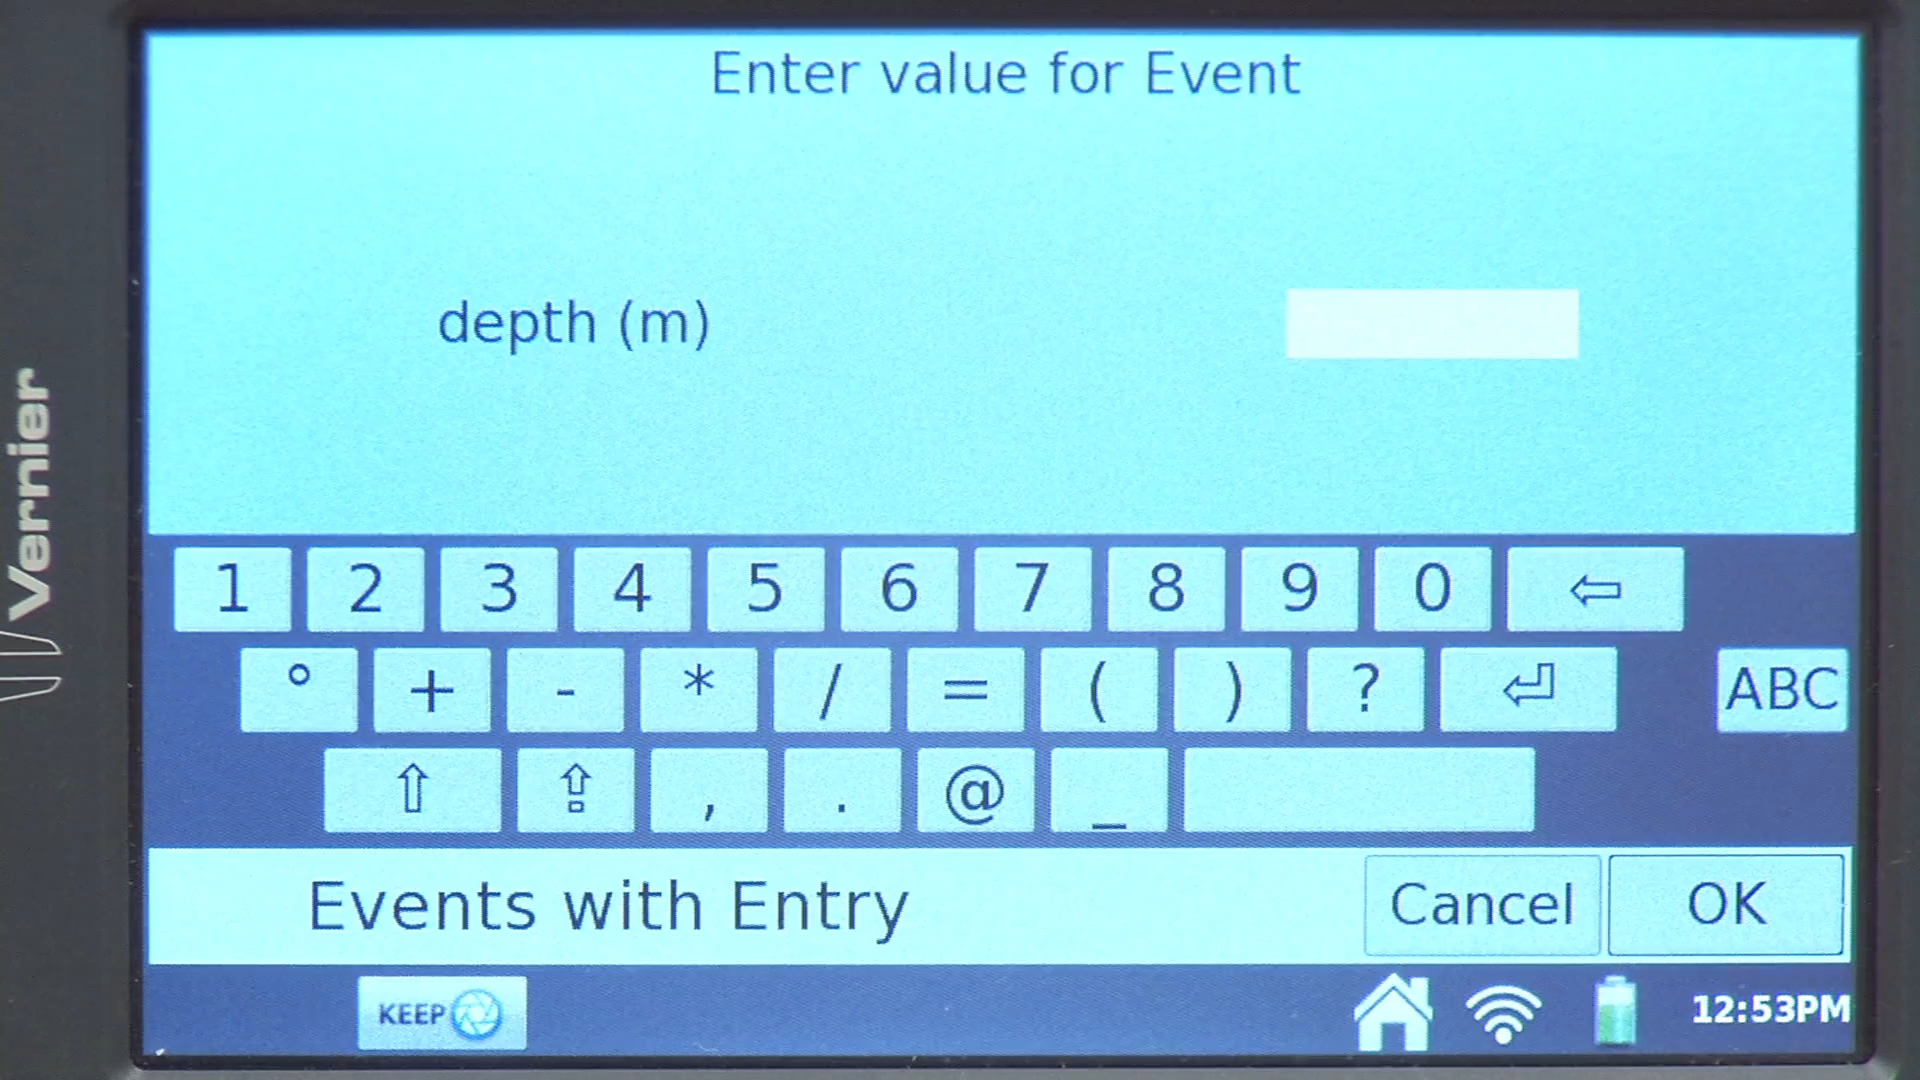 Enter value for Event
depth (m)
1 2 3 4 5 6 7 8 9 0 ⇦
° + - * / = ( ) ? ⏎ ABC
⇧ ⇪ , . @ _
Events with Entry
Cancel OK
KEEP
12:53PM
Vernier